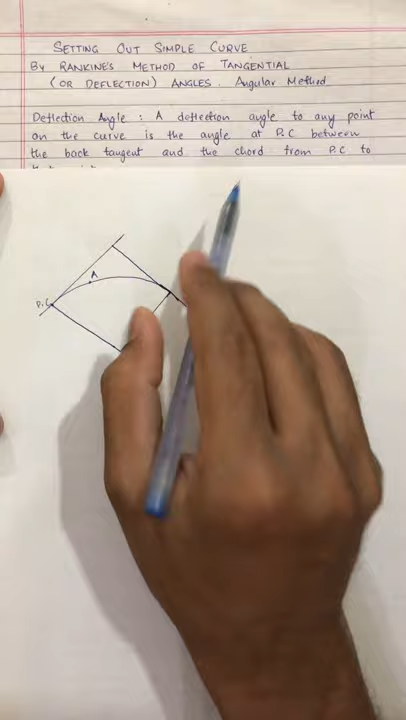 SETTING OUT SIMPLE CURVE
BY RANKINE'S METHOD OF TANGENTIAL
(OR DEFLECTION) ANGLES. Angular Method
Deflection Angle : A deflection angle to any point
on the curve is the angle at P.C between
the back tangent and the chord from P.C to
A
P.C